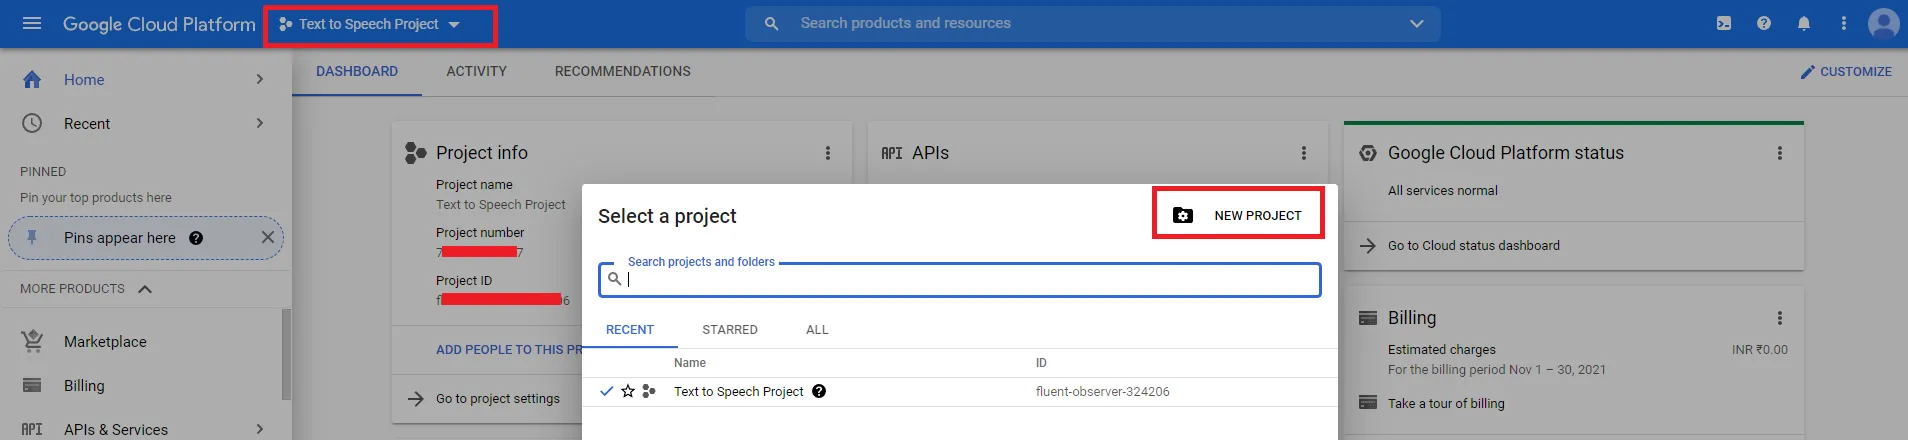 Google Cloud Platform
Text to Speech Project
Search products and resources
Home
Recent
PINNED
Pin your top products here
Pins appear here
MORE PRODUCTS
Marketplace
Billing
API APIs & Services
DASHBOARD ACTIVITY RECOMMENDATIONS
CUSTOMIZE
Project info
Project name
Text to Speech Project
Project number
7 7
Project ID
06
ADD PEOPLE TO THIS PR
Go to project settings
API APIs
Select a project
NEW PROJECT
Search projects and folders
RECENT STARRED ALL
Name ID
Text to Speech Project fluent-observer-324206
Google Cloud Platform status
All services normal
Go to Cloud status dashboard
Billing
Estimated charges INR ₹0.00
For the billing period Nov 1 – 30, 2021
Take a tour of billing